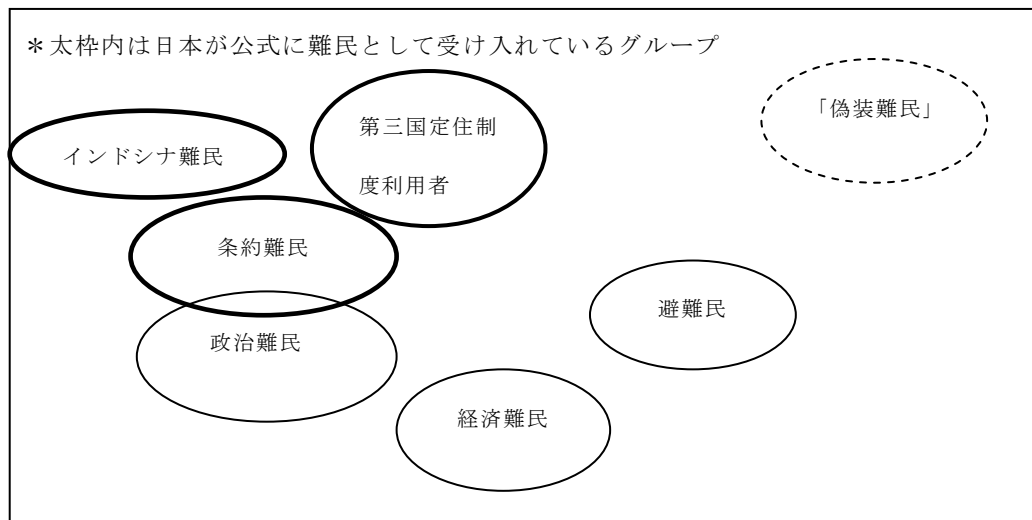 ＊太枠内は日本が公式に難民として受け入れているグループ
「偽装難民」
第三国定住制
度利用者
インドシナ難民
条約難民
避難民
政治難民
経済難民